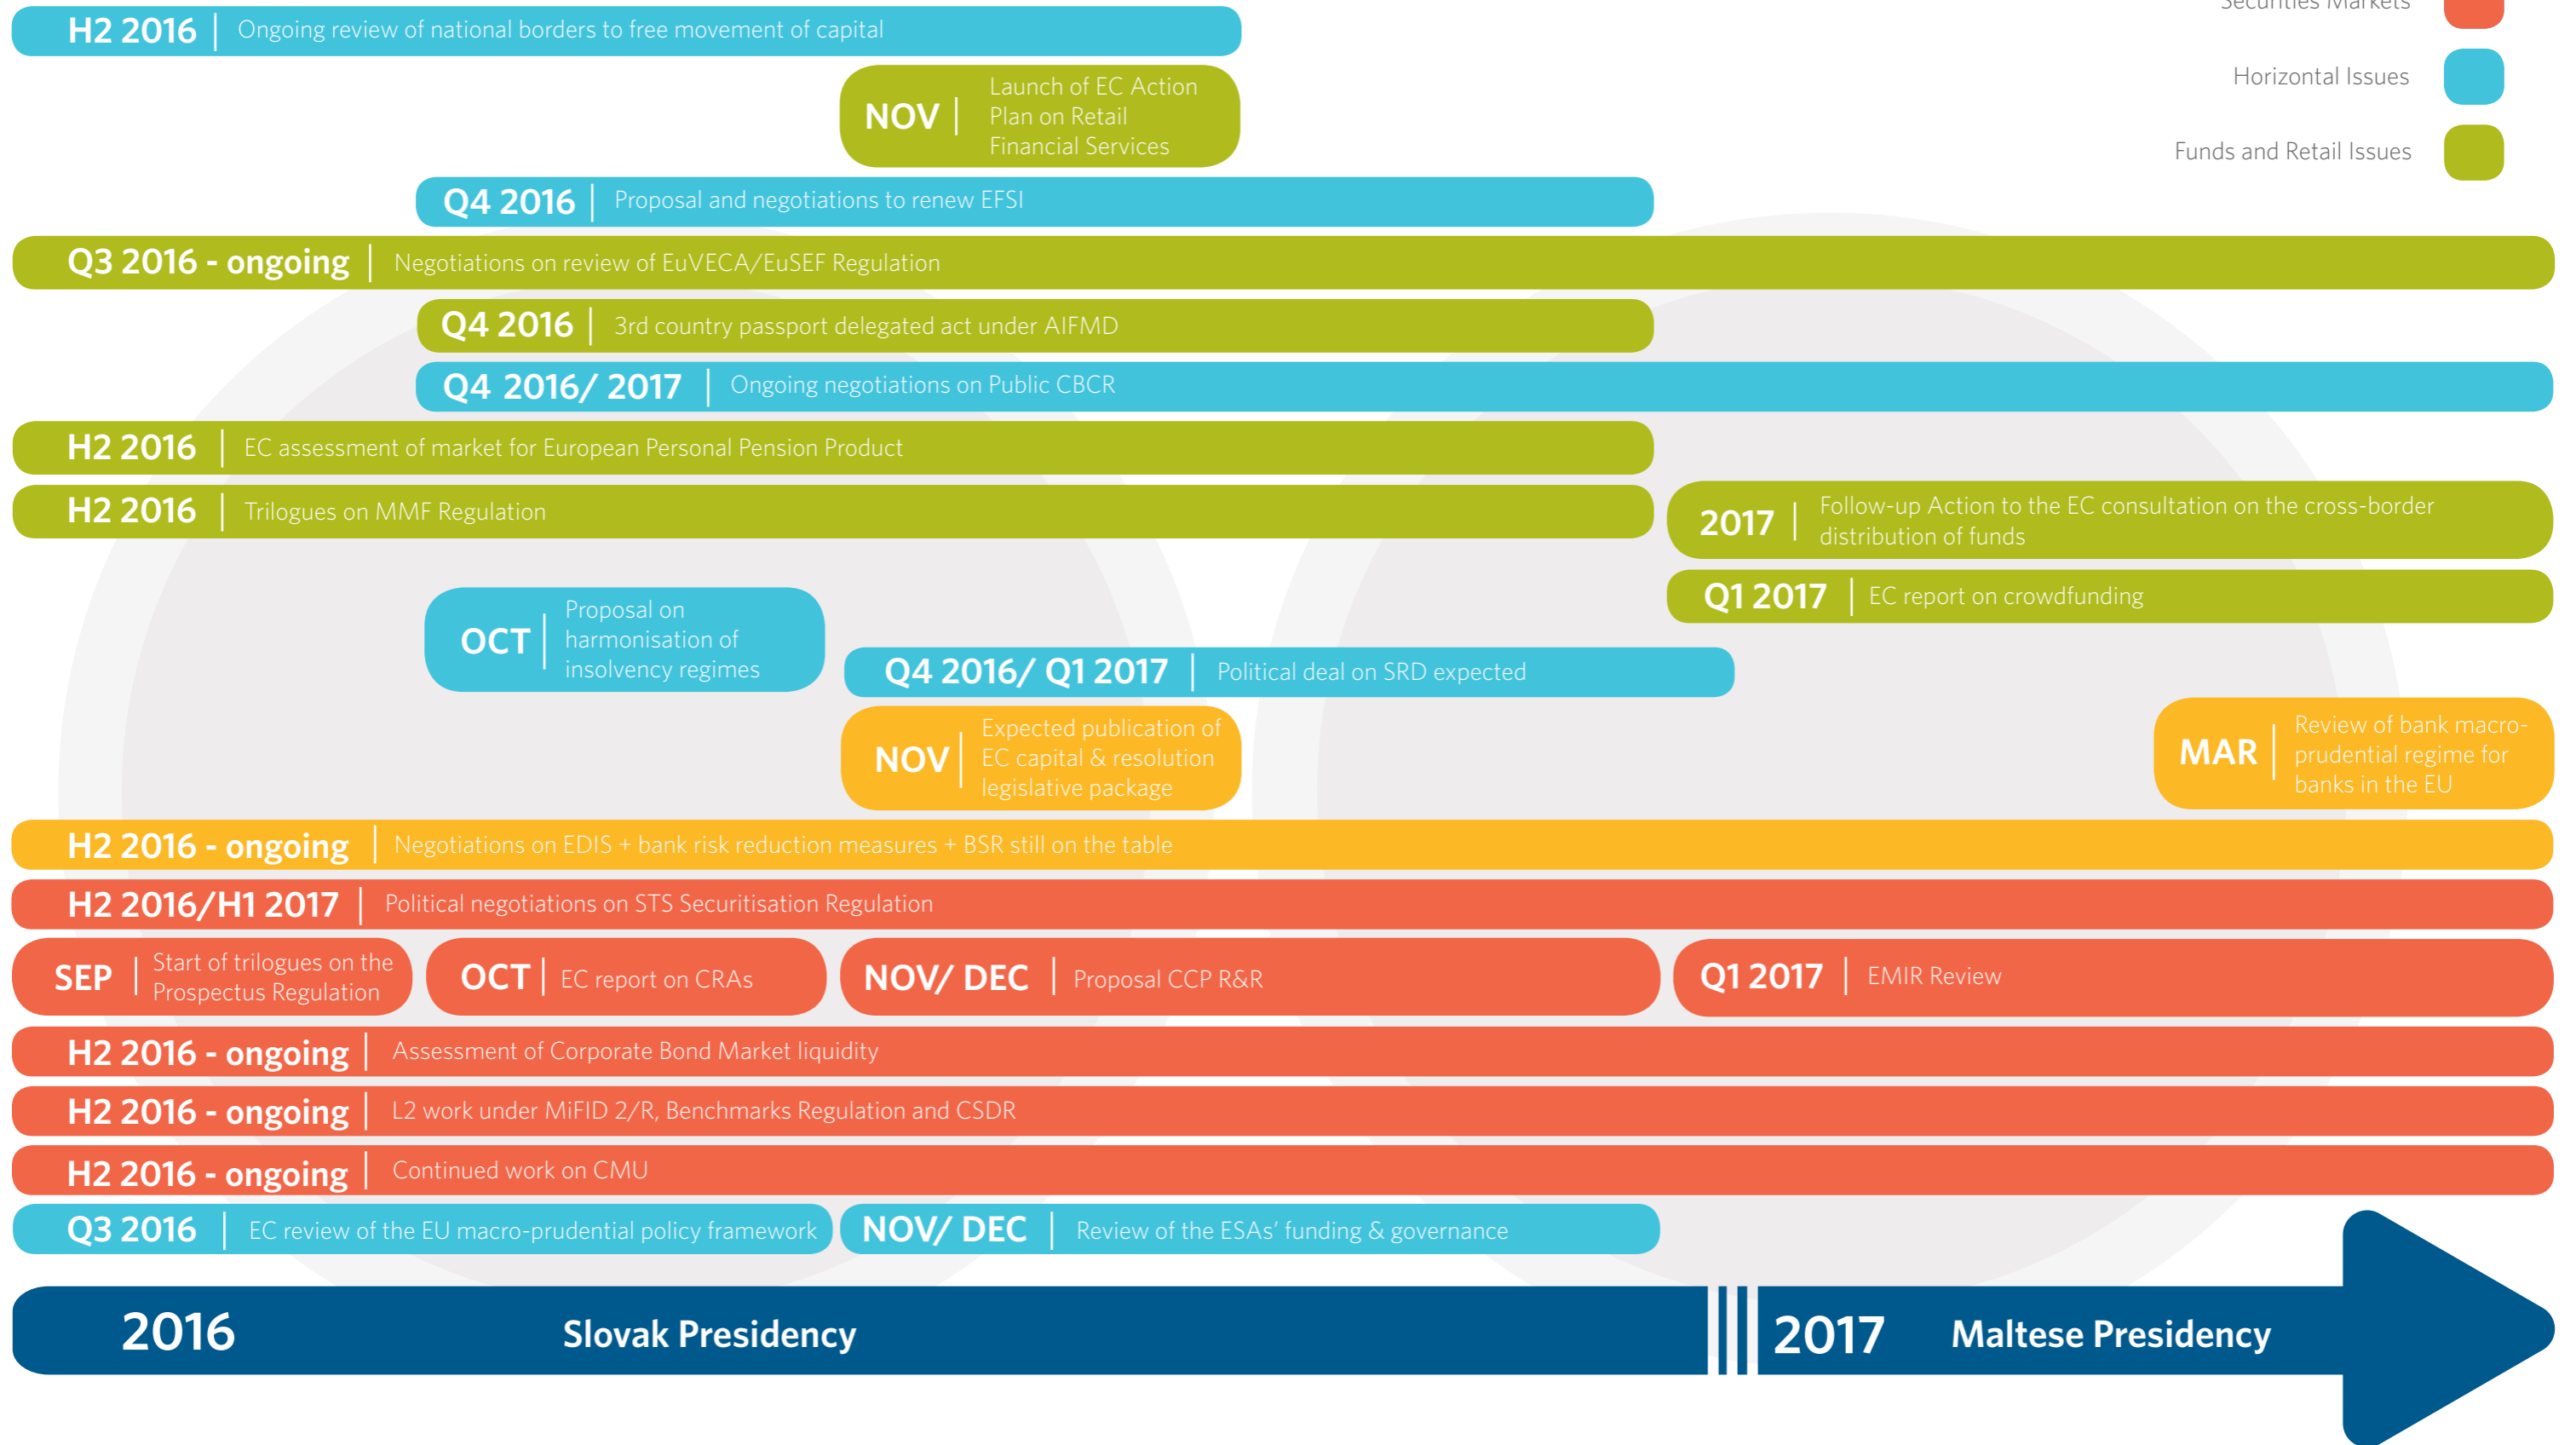 Securities Markets
H2 2016 Ongoing review of national borders to free movement of capital
Horizontal Issues
NOV
Launch of EC Action
Plan on Retail
Financial Services
Funds and Retail Issues
Q4 2016 Proposal and negotiations to renew EFSI
Q3 2016 - ongoing Negotiations on review of EuVECA/EuSEF Regulation
Q4 2016 3rd country passport delegated act under AIFMD
Q4 2016/ 2017 Ongoing negotiations on Public CBCR
H2 2016 EC assessment of market for European Personal Pension Product
H2 2016 Trilogues on MMF Regulation
2017
Follow-up Action to the EC consultation on the cross-border
distribution of funds
Q1 2017 EC report on crowdfunding
OCT
Proposal on
harmonisation of
insolvency regimes
Q4 2016/ Q1 2017 Political deal on SRD expected
NOV
Expected publication of
EC capital & resolution
legislative package
MAR
Review of bank macro-
prudential regime for
banks in the EU
H2 2016 - ongoing Negotiations on EDIS + bank risk reduction measures + BSR still on the table
H2 2016/H1 2017 Political negotiations on STS Securitisation Regulation
SEP
Start of trilogues on the
Prospectus Regulation
OCT EC report on CRAs
NOV/ DEC Proposal CCP R&R
Q1 2017 EMIR Review
H2 2016 - ongoing Assessment of Corporate Bond Market liquidity
H2 2016 - ongoing L2 work under MiFID 2/R, Benchmarks Regulation and CSDR
H2 2016 - ongoing Continued work on CMU
Q3 2016 EC review of the EU macro-prudential policy framework
NOV/ DEC Review of the ESAs' funding & governance
2016 Slovak Presidency
2017 Maltese Presidency